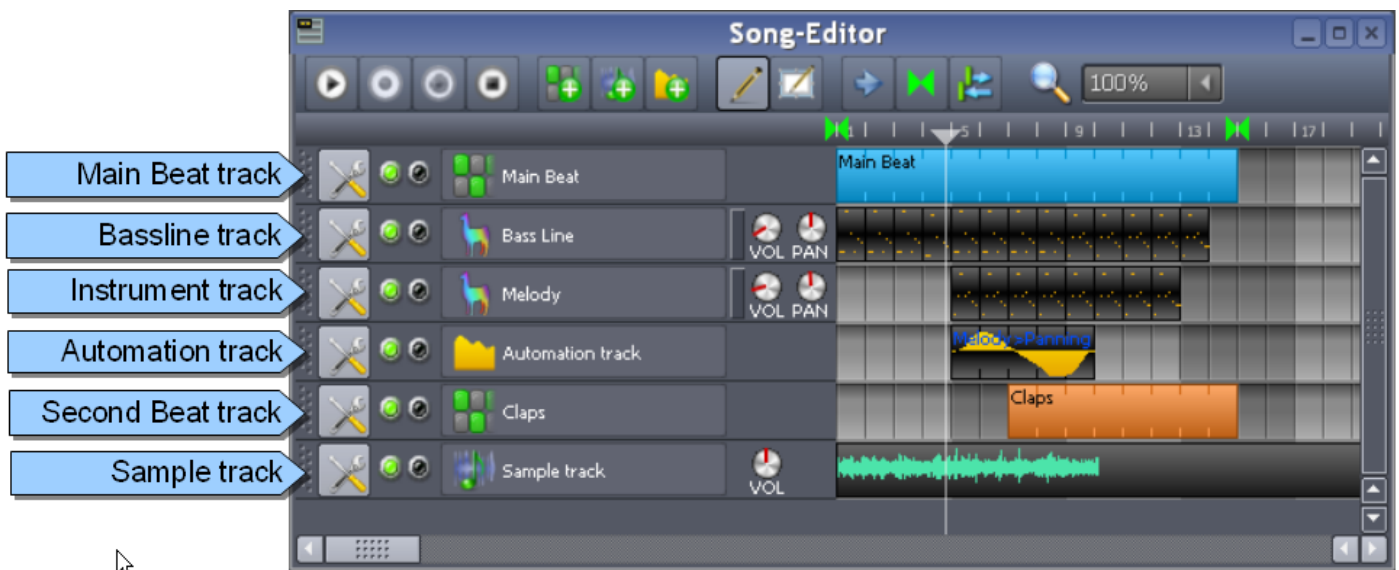 Song-Editor
100%
1 5 9 13 17
Main Beat track
Main Beat
Main Beat
Bassline track
Bass Line
VOL PAN
Instrument track
Melody
VOL PAN
Automation track
Automation track
Melody>Panning
Second Beat track
Claps
Claps
Sample track
Sample track
VOL